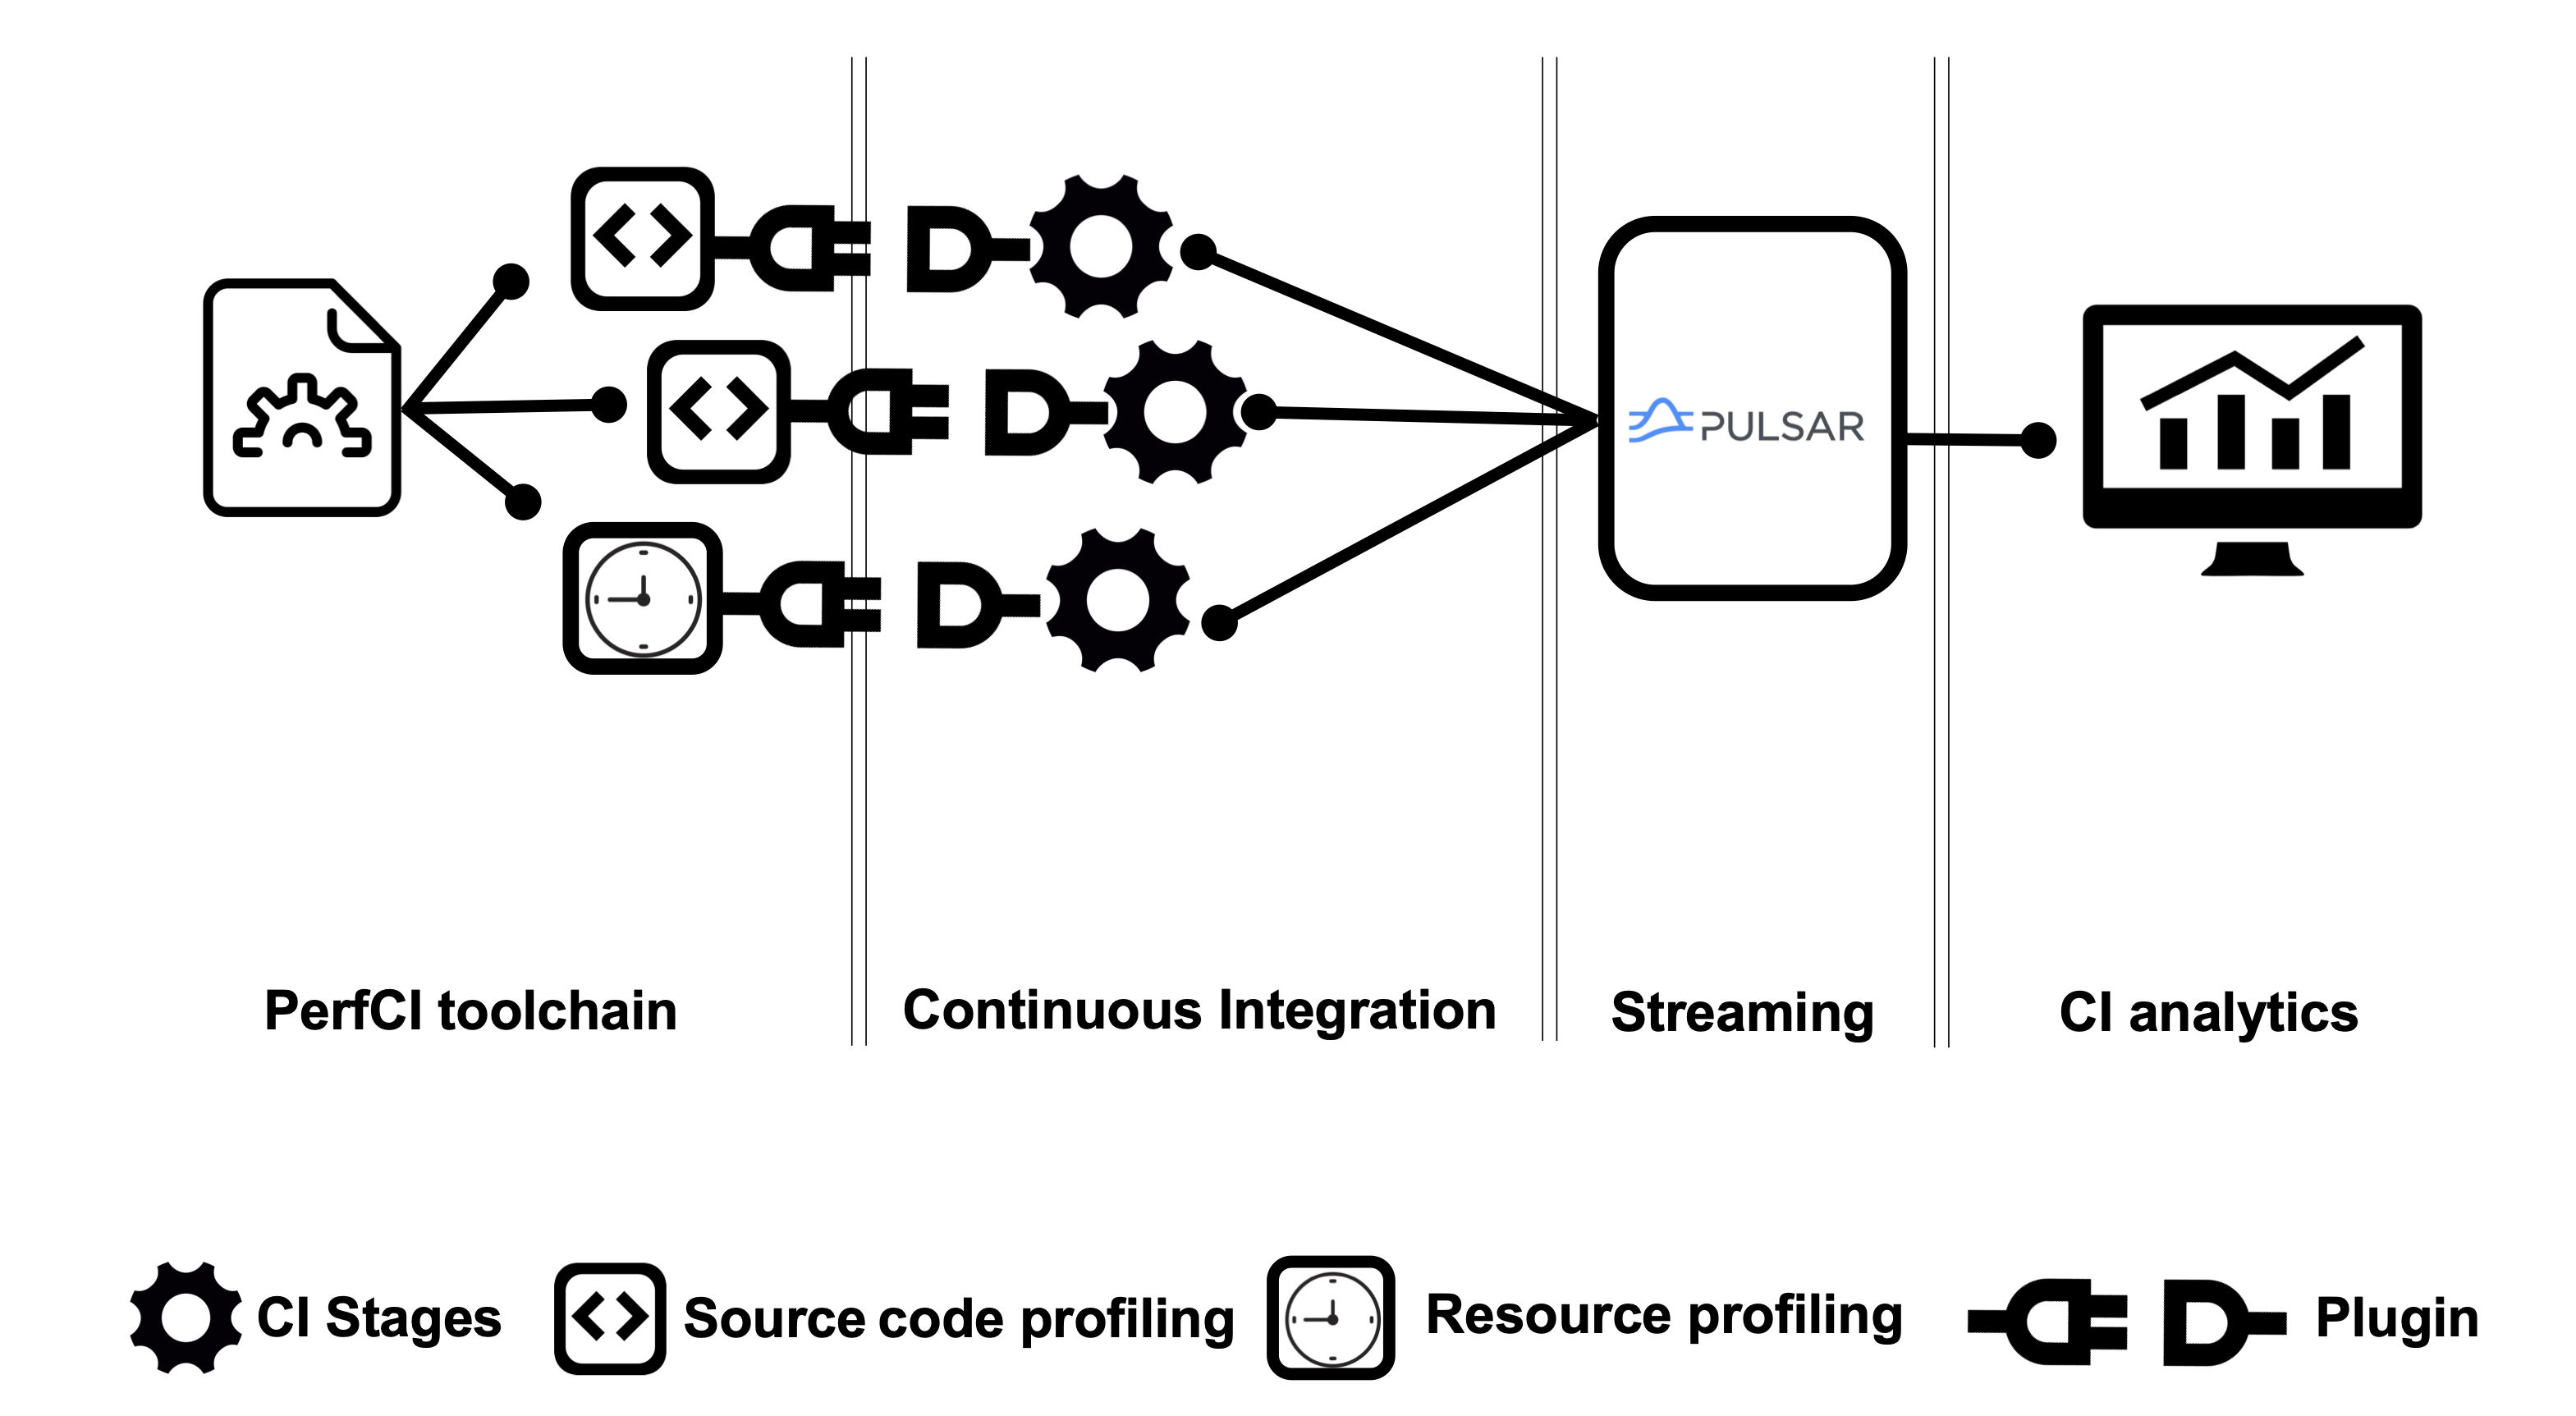 PULSAR
PerfCI toolchain
Continuous Integration
Streaming
CI analytics
CI Stages
Source code profiling
Resource profiling
Plugin